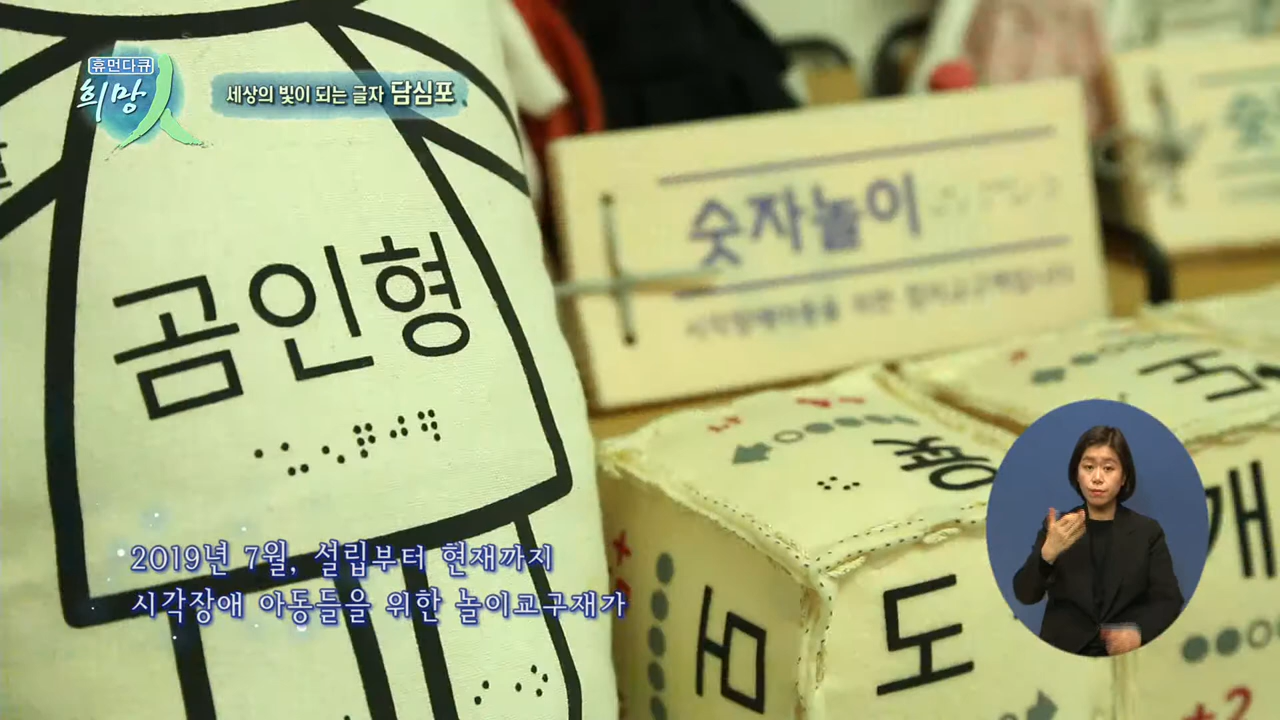 휴먼다큐
희망人
세상의 빛이 되는 글자 담심포
곰인형
숫자놀이
도
개
+2
2019년 7월, 설립부터 현재까지
시각장애 아동들을 위한 놀이교구재가